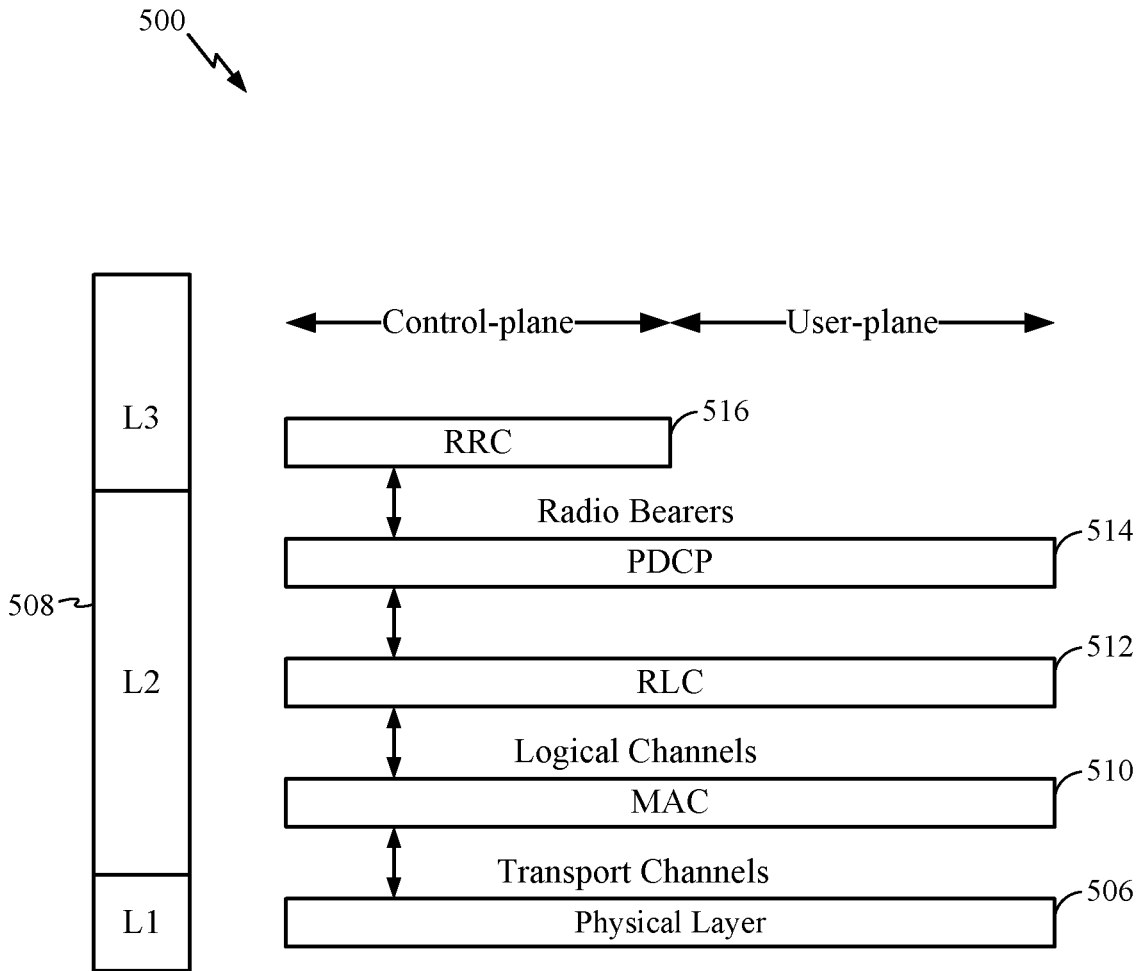 500
Control-plane User-plane
L3
RRC
516
Radio Bearers
PDCP
514
508
L2
RLC
512
Logical Channels
MAC
510
Transport Channels
L1
Physical Layer
506